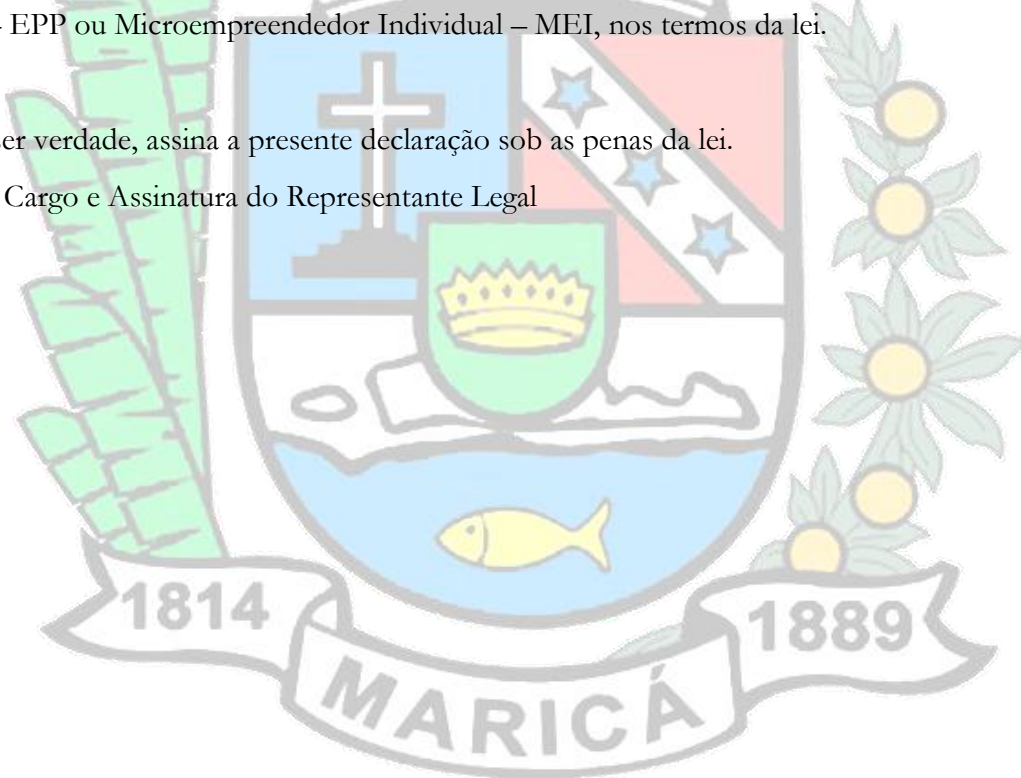 - EPP ou Microempreendedor Individual – MEI, nos termos da lei.
er verdade, assina a presente declaração sob as penas da lei.
Cargo e Assinatura do Representante Legal
1814
1889
MARICÁ